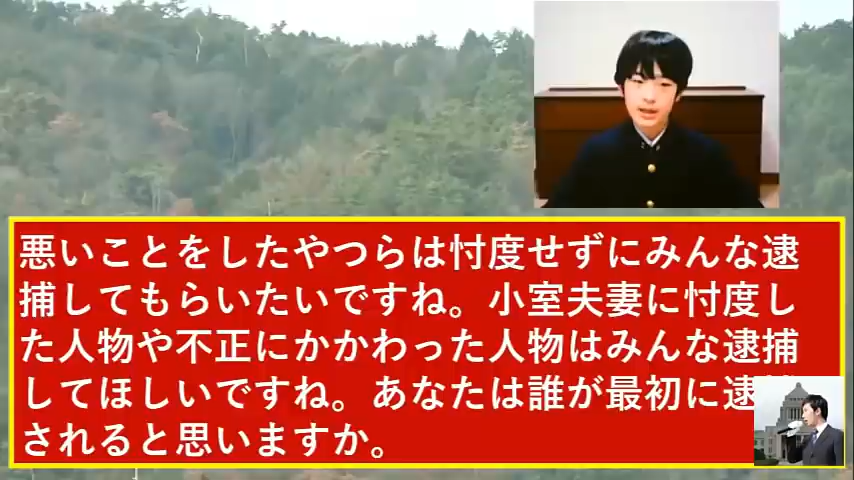 悪いことをしたやつらは忖度せずにみんな逮
捕してもらいたいですね。小室夫妻に忖度し
た人物や不正にかかわった人物はみんな逮捕
してほしいですね。あなたは誰が最初に逮
されると思いますか。